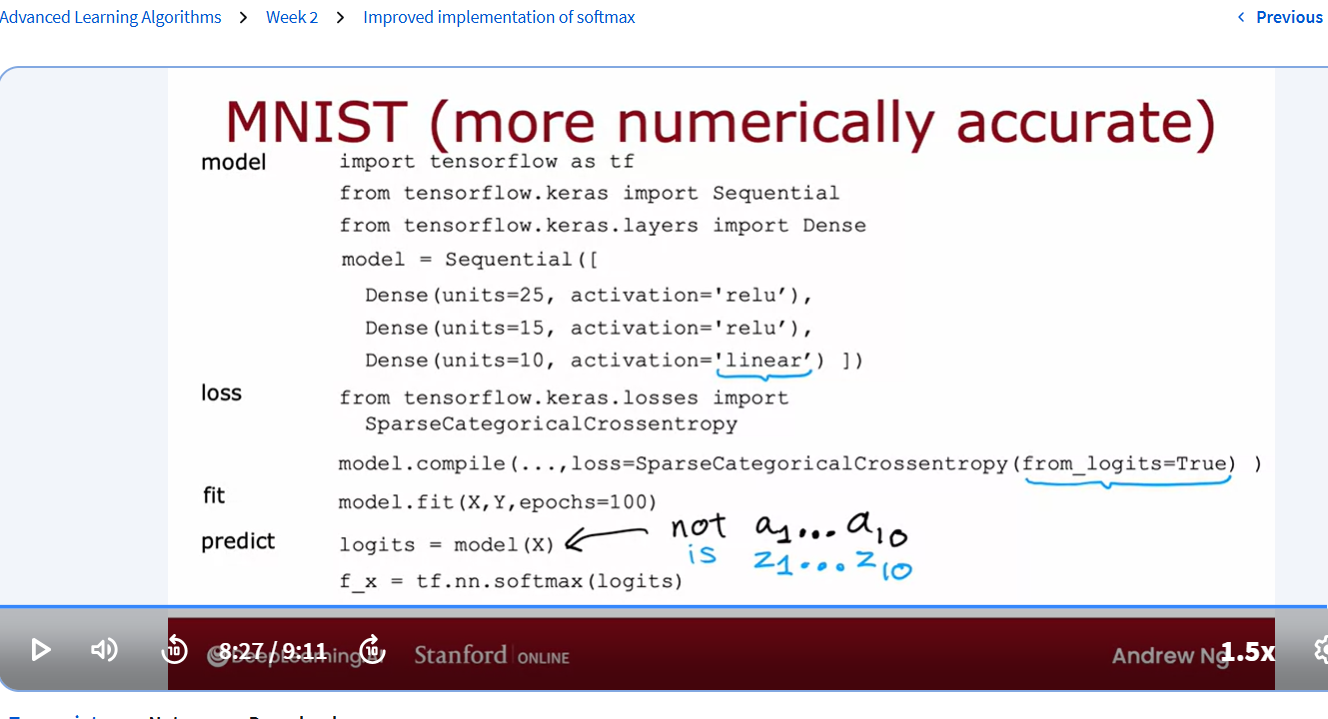 Advanced Learning Algorithms > Week 2 > Improved implementation of softmax < Previous
MNIST (more numerically accurate)
model import tensorflow as tf
from tensorflow.keras import Sequential
from tensorflow.keras.layers import Dense
model = Sequential([
Dense(units=25, activation='relu’),
Dense(units=15, activation='relu’),
Dense(units=10, activation='linear’) ])
loss from tensorflow.keras.losses import
SparseCategoricalCrossentropy
model.compile(...,loss=SparseCategoricalCrossentropy(from_logits=True) )
fit model.fit(X,Y,epochs=100)
not a1...a10
predict logits = model(X)
is z1...z10
f_x = tf.nn.softmax(logits)
10 8:27 / 9:11 10 DeepLearning Stanford ONLINE Andrew Ng 1.5x